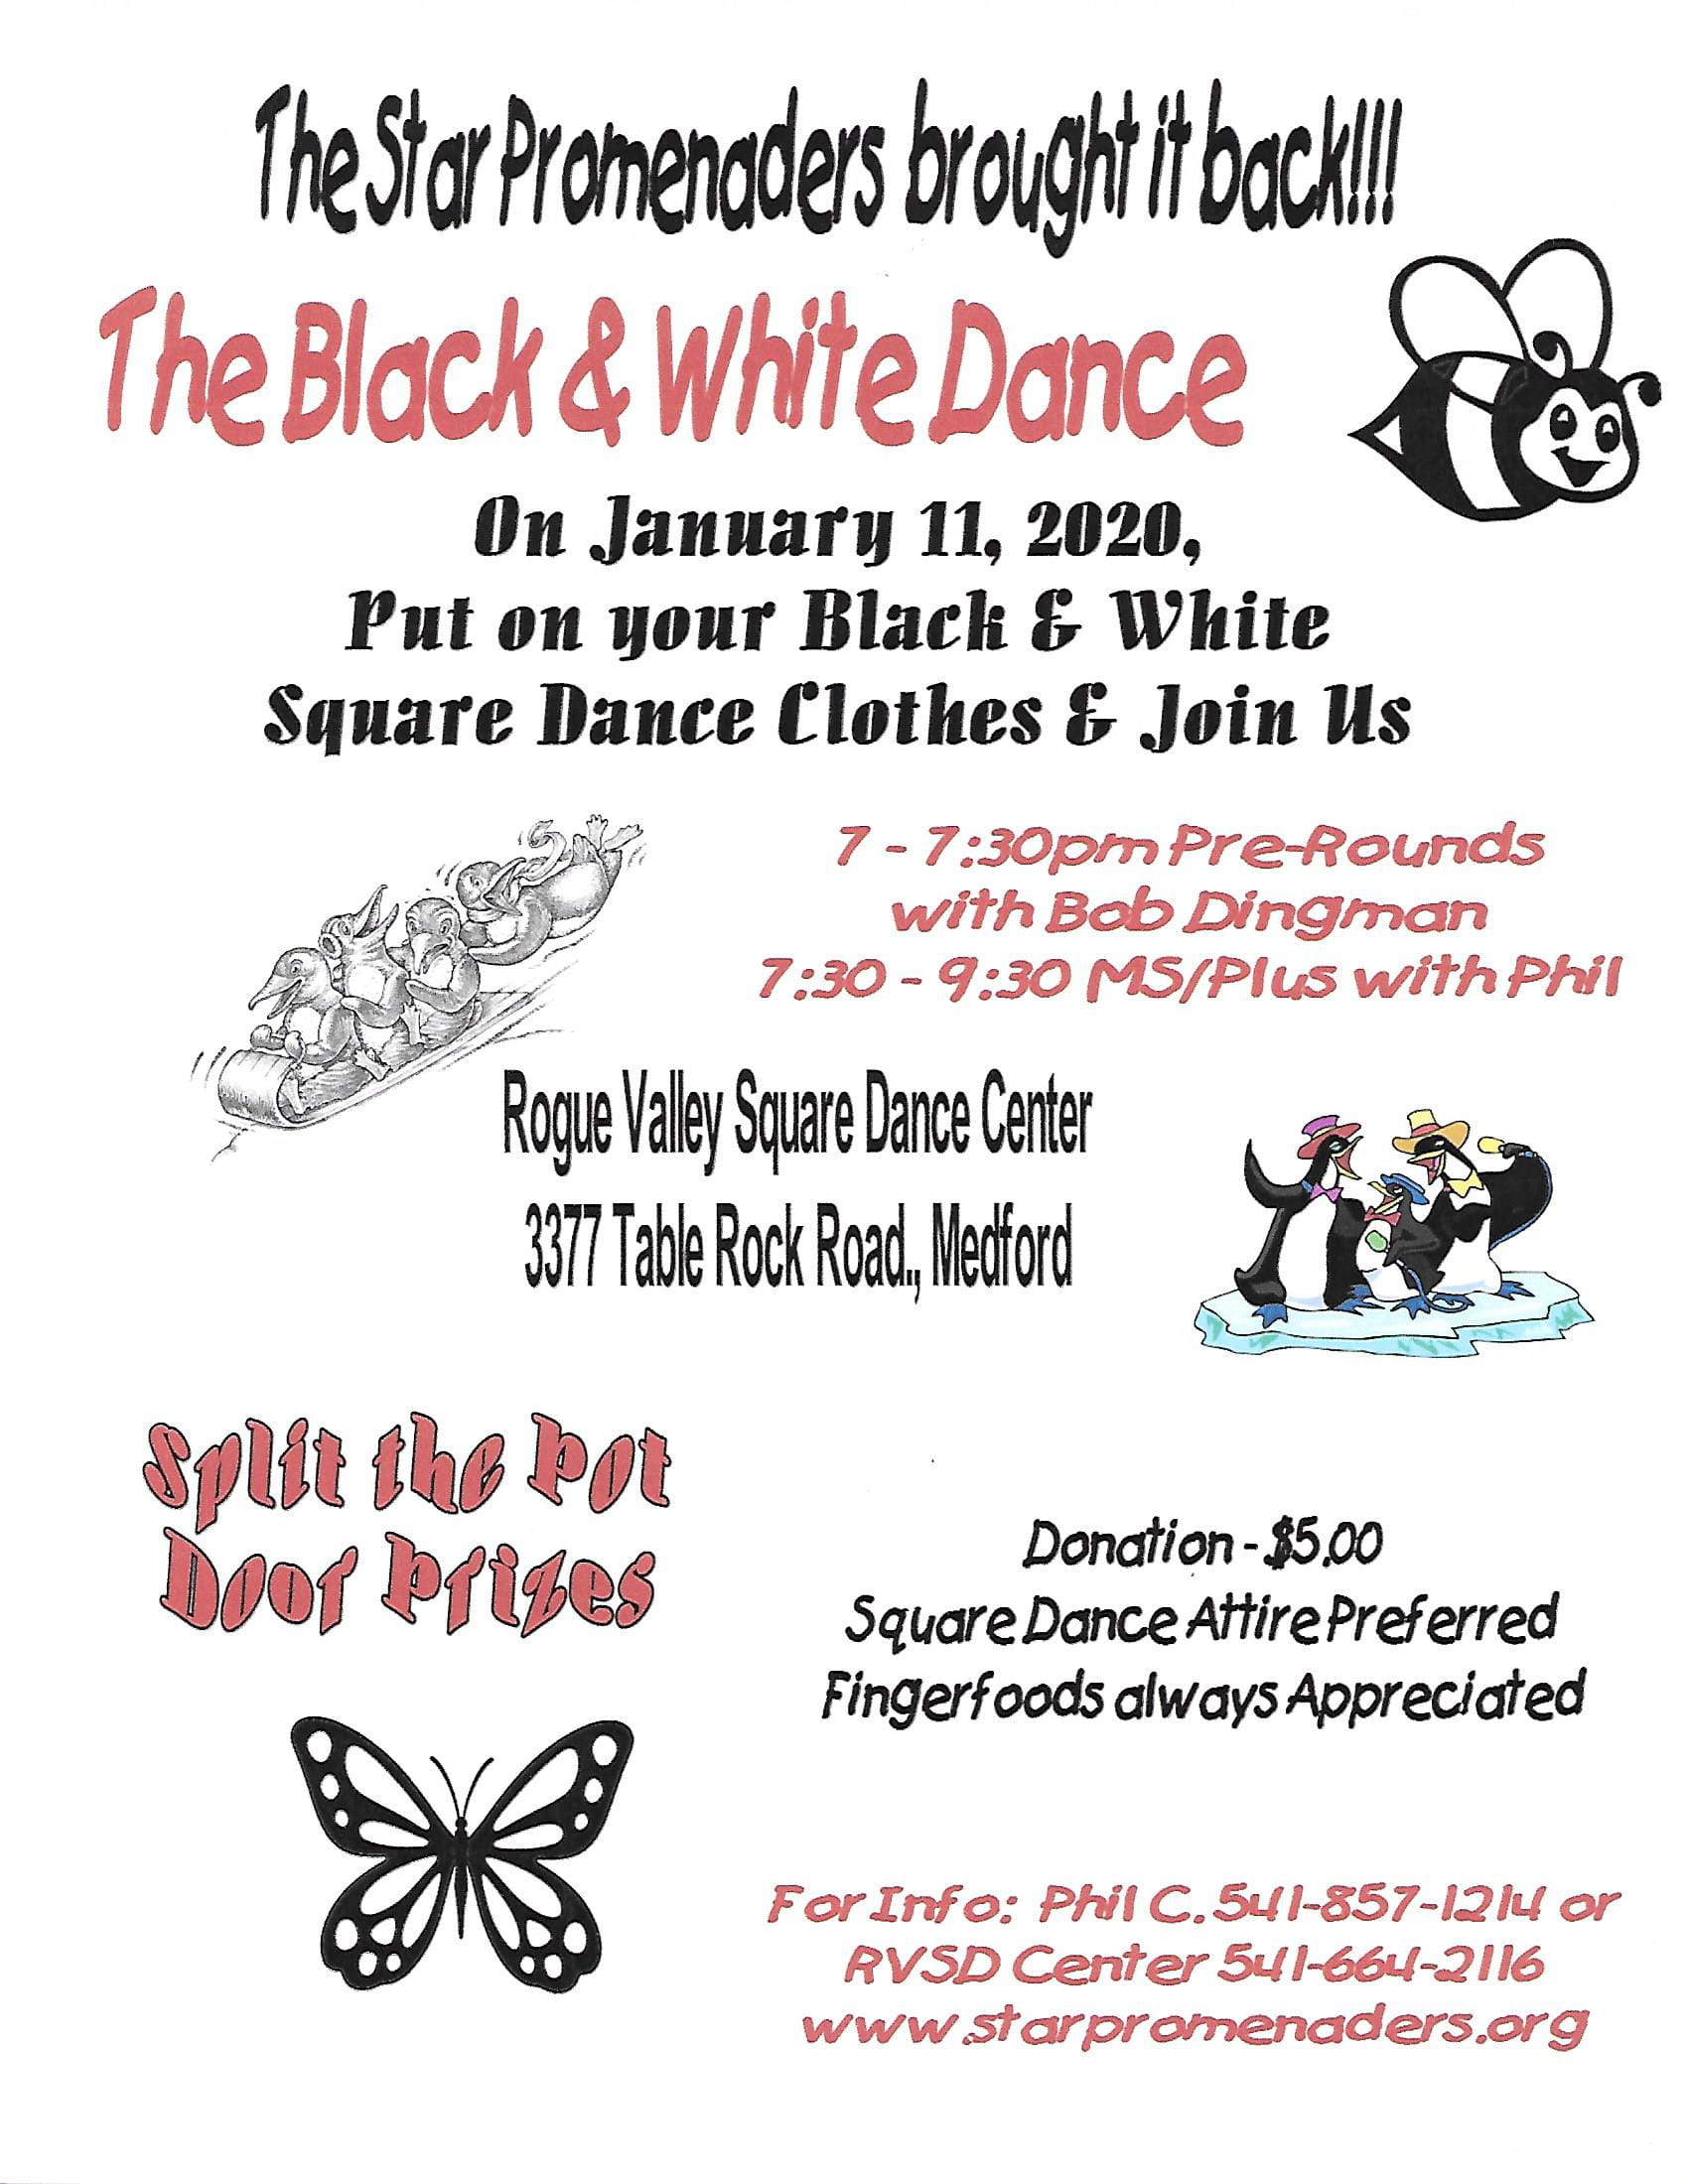 The Star Promenaders brought it back!!!
The Black & White Dance
On January 11, 2020,
Put on your Black & White
Square Dance Clothes & Join Us
7 - 7:30pm Pre-Rounds
with Bob Dingman
7:30 - 9:30 MS/Plus with Phil
Rogue Valley Square Dance Center
3377 Table Rock Road., Medford
Split the Pot
Door Prizes
Donation - $5.00
Square Dance Attire Preferred
Fingerfoods always Appreciated
For Info: Phil C. 541-857-1214 or
RVSD Center 541-664-2116
www.starpromenaders.org